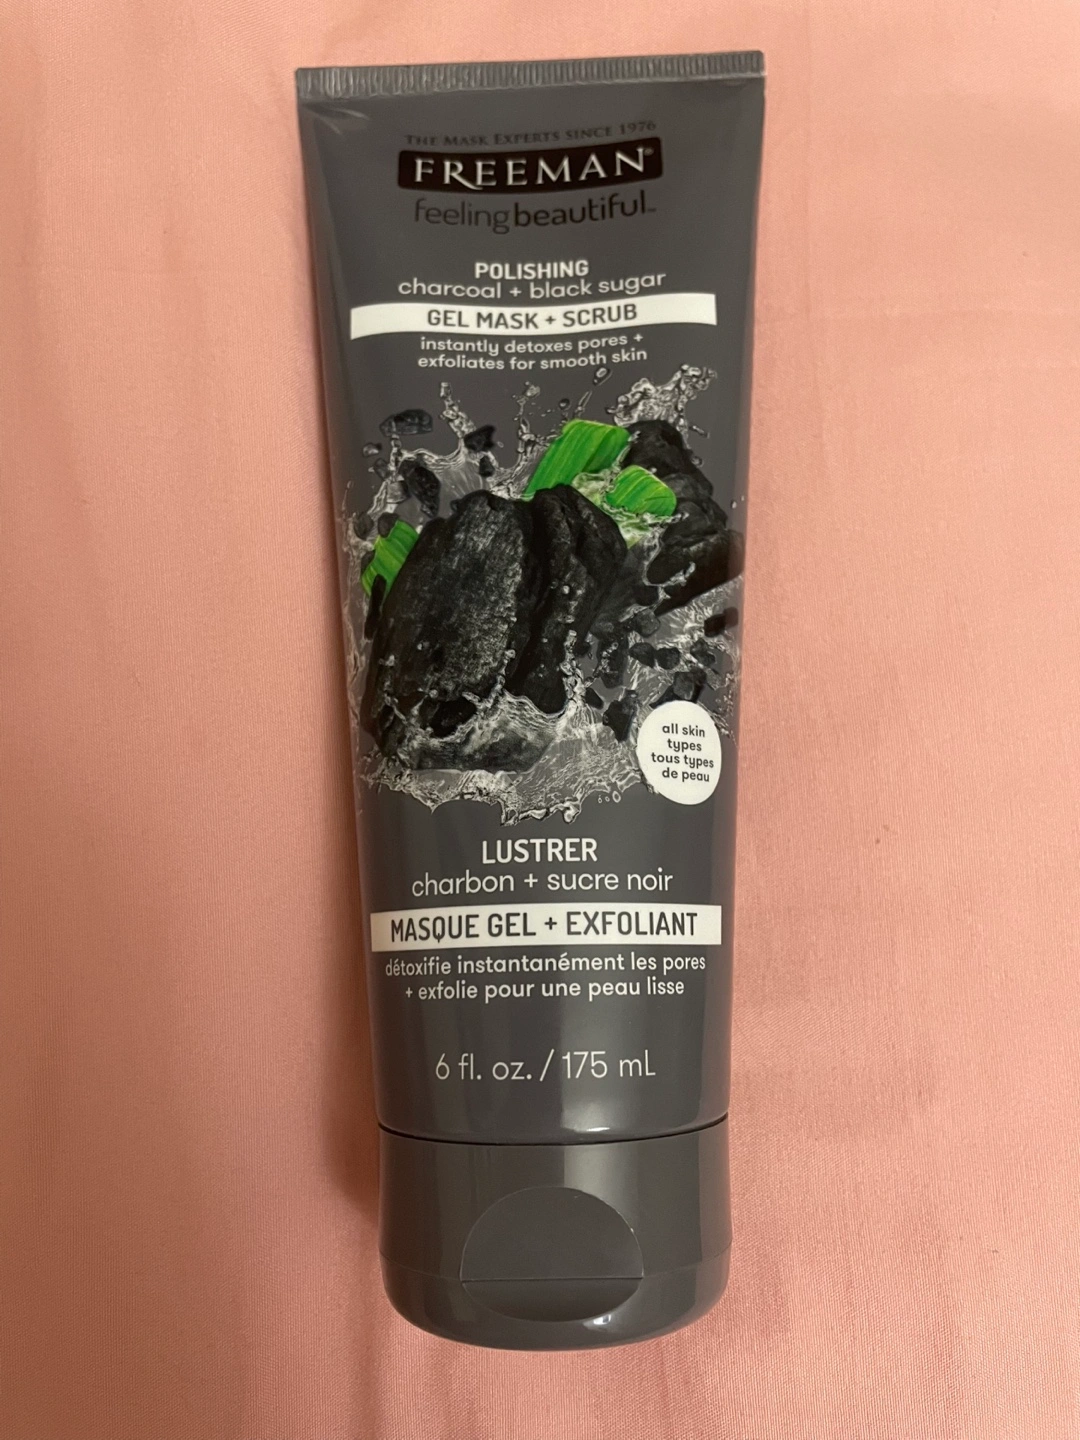 THE MASK EXPERTS SINCE 1976
FREEMAN®
feelingbeautiful™
POLISHING
charcoal + black sugar
GEL MASK + SCRUB
instantly detoxes pores +
exfoliates for smooth skin
all skin
types
tous types
de peau
LUSTRER
charbon + sucre noir
MASQUE GEL + EXFOLIANT
détoxifie instantanément les pores
+ exfolie pour une peau lisse
6 fl. oz. / 175 mL